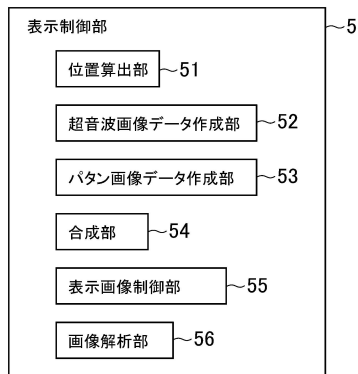 表示制御部 5
位置算出部 51
超音波画像データ作成部 52
パタン画像データ作成部 53
合成部 54
表示画像制御部 55
画像解析部 56